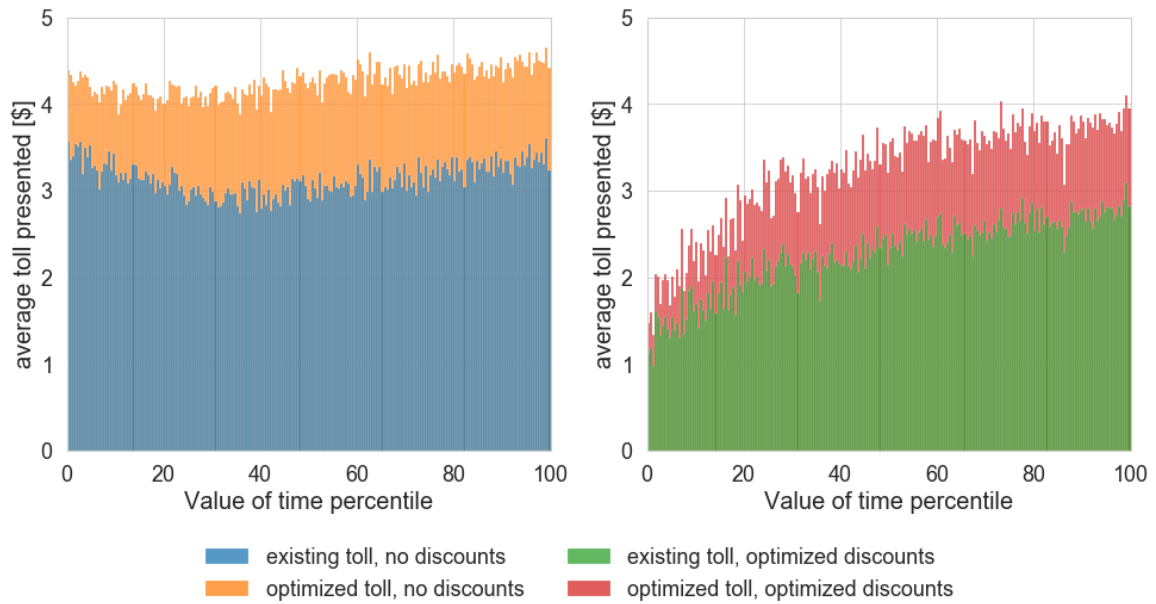 5
4
3
2
1
0
average toll presented [$]
0 20 40 60 80 100
Value of time percentile
5
4
3
2
1
0
average toll presented [$]
0 20 40 60 80 100
Value of time percentile
existing toll, no discounts
optimized toll, no discounts
existing toll, optimized discounts
optimized toll, optimized discounts